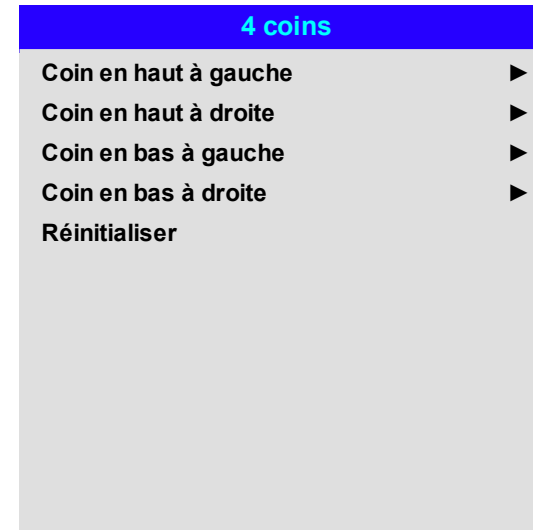 4 coins
Coin en haut à gauche ►
Coin en haut à droite ►
Coin en bas à gauche ►
Coin en bas à droite ►
Réinitialiser